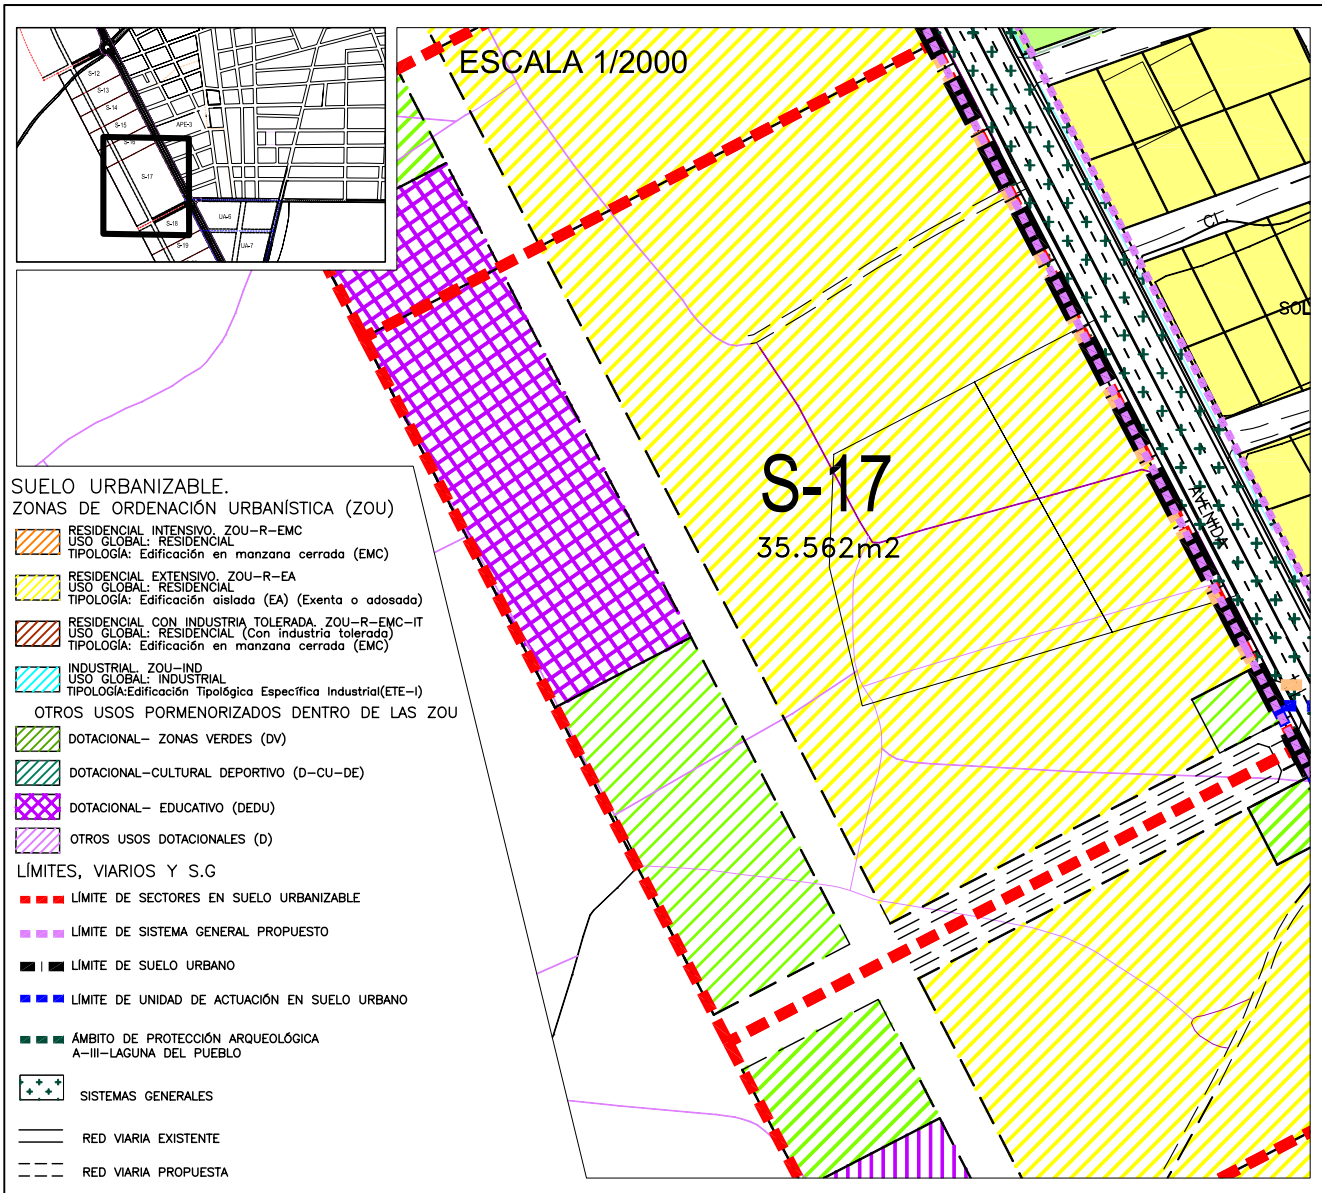 ESCALA 1/2000
S-12
S-13
S-14
S-15
APE-3
S-16
S-17
S-18
UA-6
S-19
UA-7
CL.
SOL
S-17
35.562m2
AVENIDA
SUELO URBANIZABLE.
ZONAS DE ORDENACIÓN URBANÍSTICA (ZOU)
RESIDENCIAL INTENSIVO. ZOU-R-EMC
USO GLOBAL: RESIDENCIAL
TIPOLOGÍA: Edificación en manzana cerrada (EMC)
RESIDENCIAL EXTENSIVO. ZOU-R-EA
USO GLOBAL: RESIDENCIAL
TIPOLOGÍA: Edificación aislada (EA) (Exenta o adosada)
RESIDENCIAL CON INDUSTRIA TOLERADA. ZOU-R-EMC-IT
USO GLOBAL: RESIDENCIAL (Con industria tolerada)
TIPOLOGÍA: Edificación en manzana cerrada (EMC)
INDUSTRIAL. ZOU-IND
USO GLOBAL: INDUSTRIAL
TIPOLOGÍA:Edificación Tipológica Específica Industrial(ETE-I)
OTROS USOS PORMENORIZADOS DENTRO DE LAS ZOU
DOTACIONAL- ZONAS VERDES (DV)
DOTACIONAL-CULTURAL DEPORTIVO (D-CU-DE)
DOTACIONAL- EDUCATIVO (DEDU)
OTROS USOS DOTACIONALES (D)
LÍMITES, VIARIOS Y S.G
LÍMITE DE SECTORES EN SUELO URBANIZABLE
LÍMITE DE SISTEMA GENERAL PROPUESTO
LÍMITE DE SUELO URBANO
LÍMITE DE UNIDAD DE ACTUACIÓN EN SUELO URBANO
ÁMBITO DE PROTECCIÓN ARQUEOLÓGICA
A-III-LAGUNA DEL PUEBLO
SISTEMAS GENERALES
RED VIARIA EXISTENTE
RED VIARIA PROPUESTA